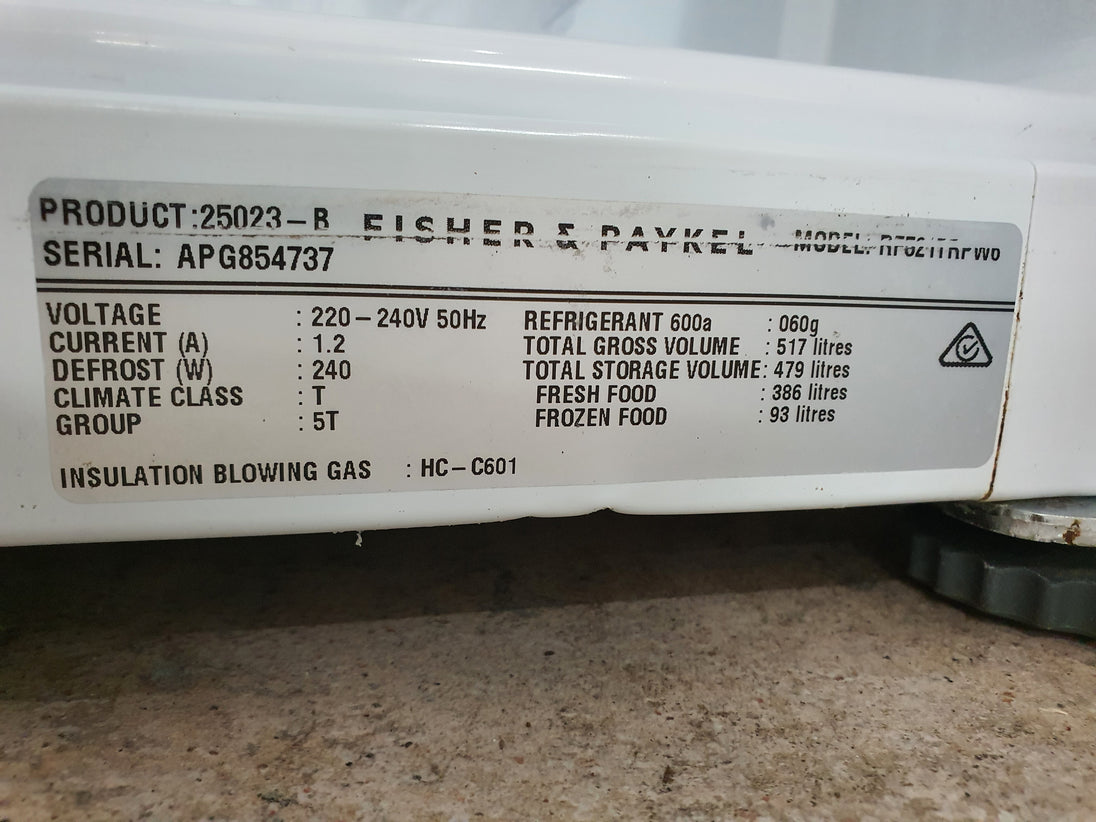 PRODUCT:25023-B FISHER & PAYKEL MODEL:
SERIAL: APG854737
VOLTAGE : 220-240V 50Hz
CURRENT (A) : 1.2
DEFROST (W) : 240
CLIMATE CLASS : T
GROUP : 5T
INSULATION BLOWING GAS : HC-C601
REFRIGERANT 600a : 060g
TOTAL GROSS VOLUME : 517 litres
TOTAL STORAGE VOLUME: 479 litres
FRESH FOOD : 386 litres
FROZEN FOOD : 93 litres